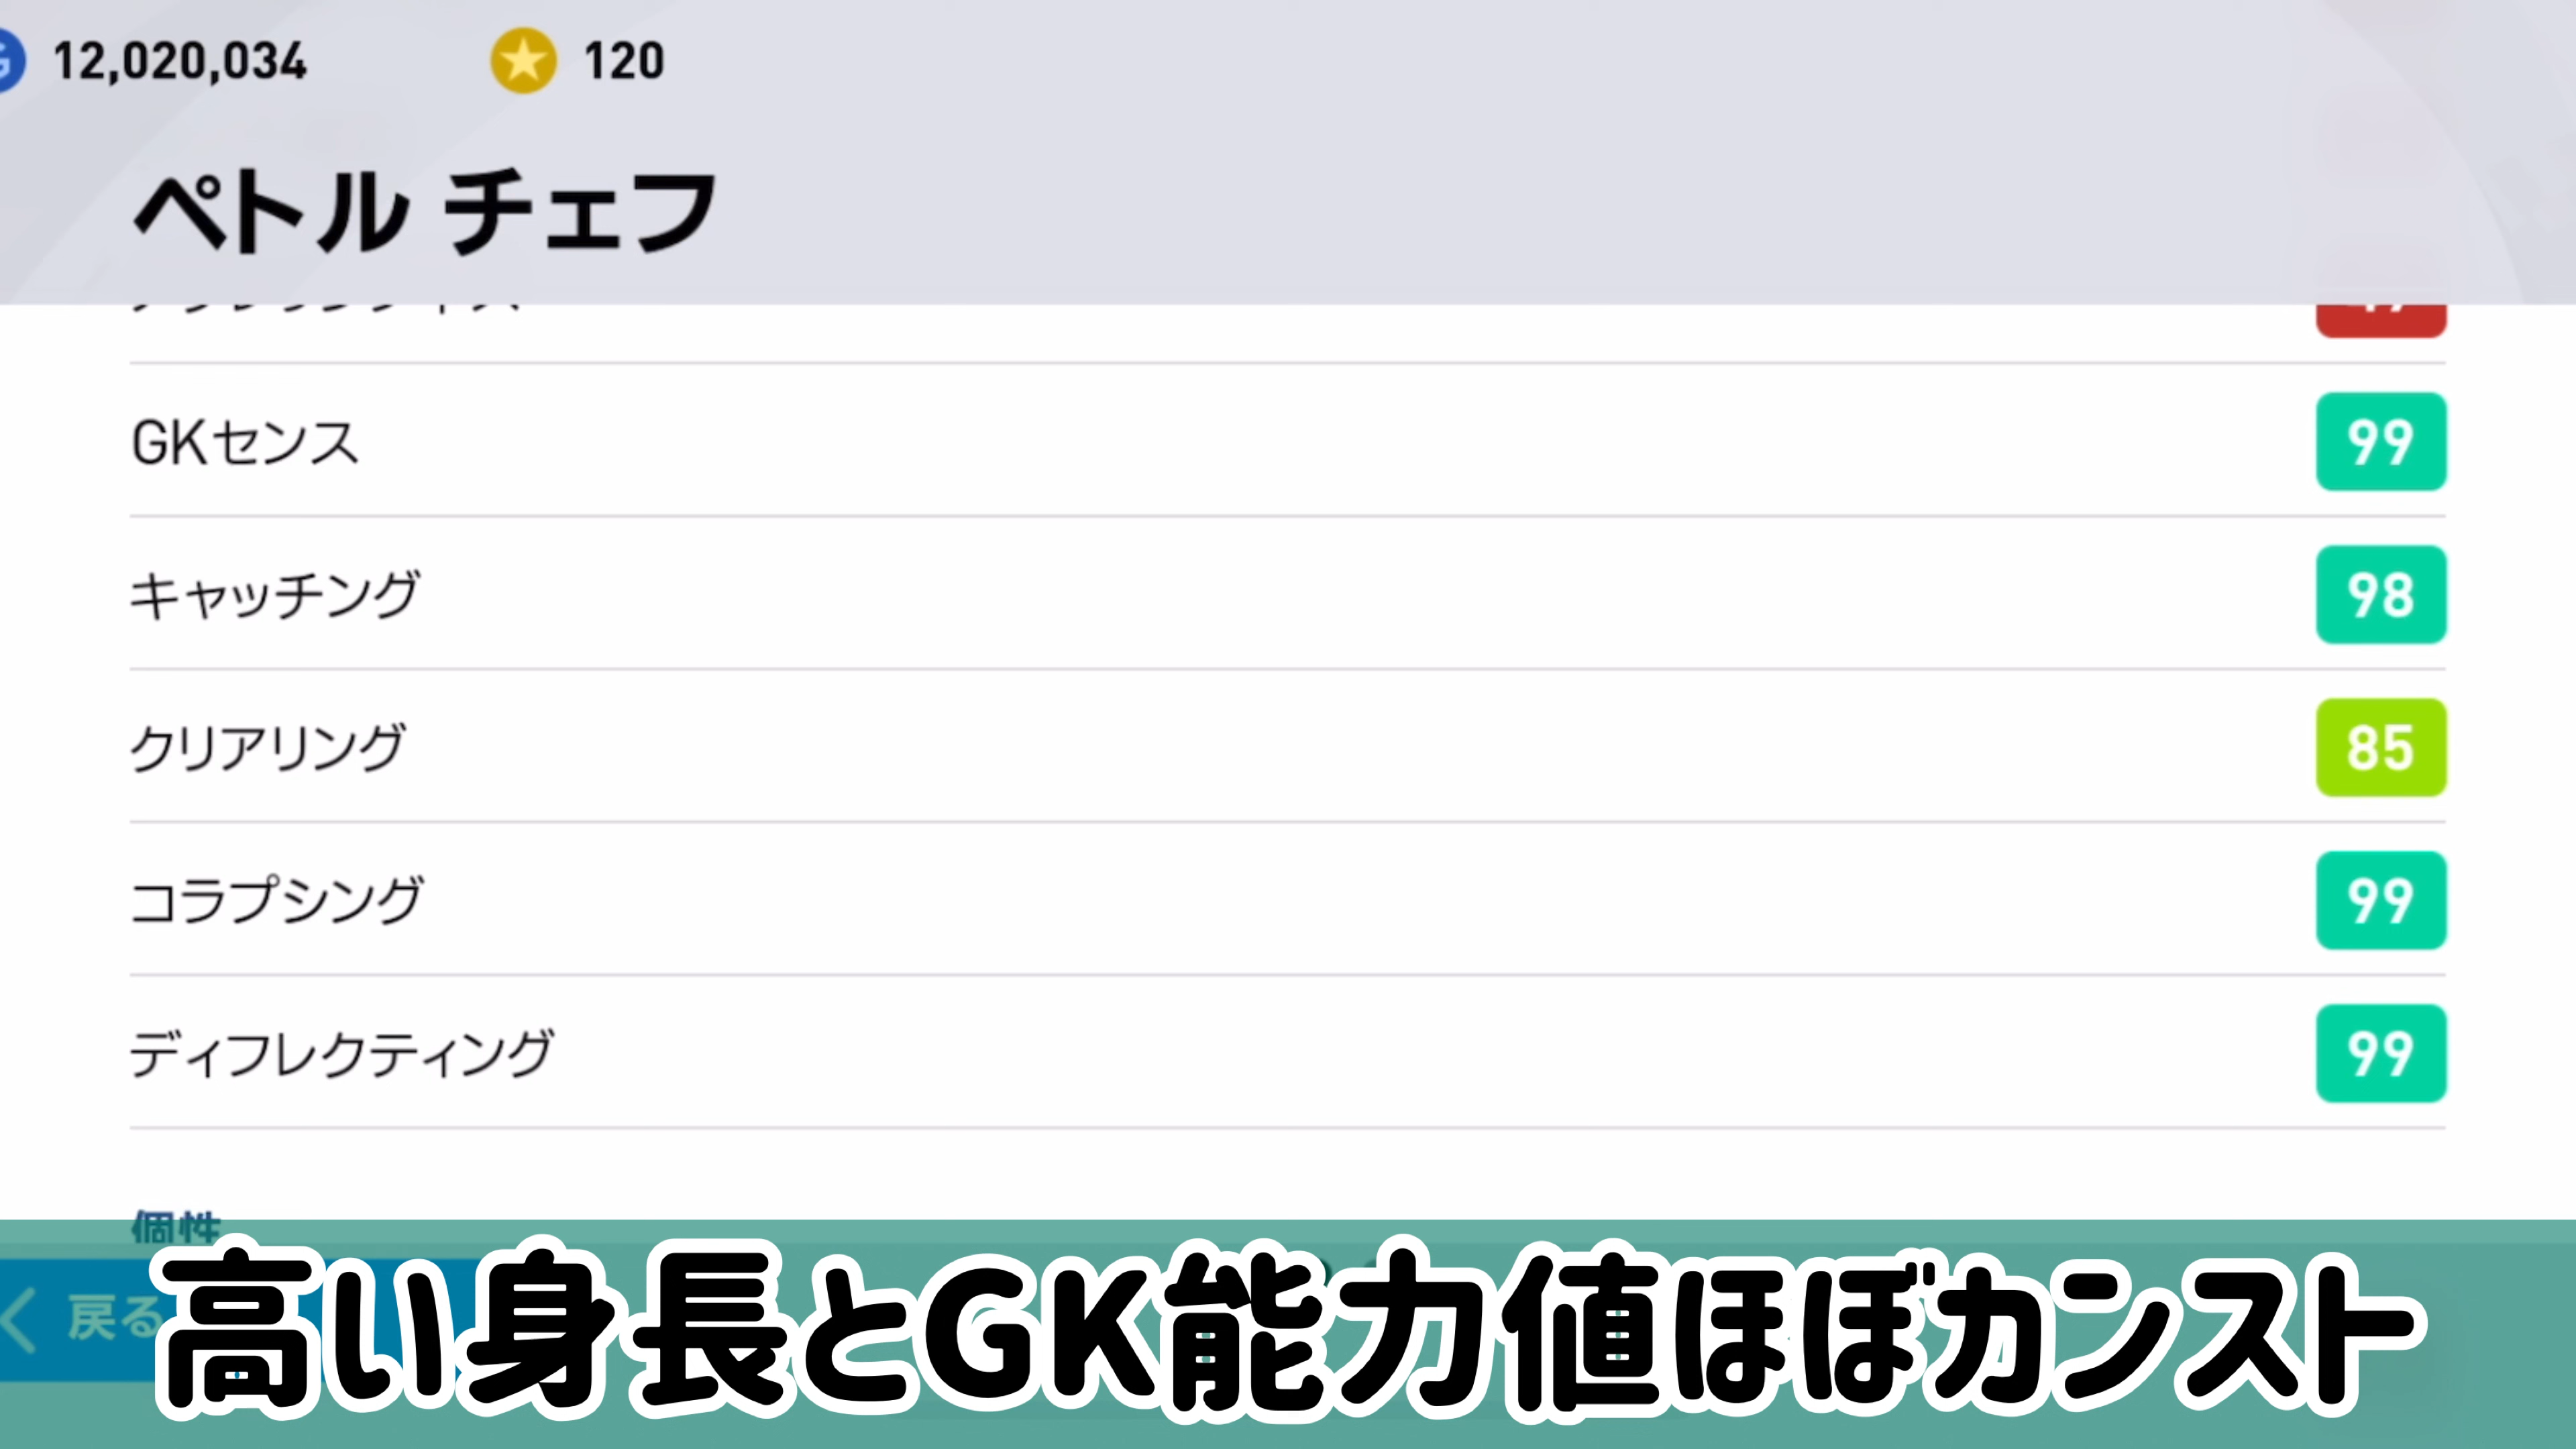 12,020,034 120
ペトル チェフ
GKセンス 99
キャッチング 98
クリアリング 85
コラプシング 99
ディフレクティング 99
個性
戻る
高い身長とGK能力値ほぼカンスト